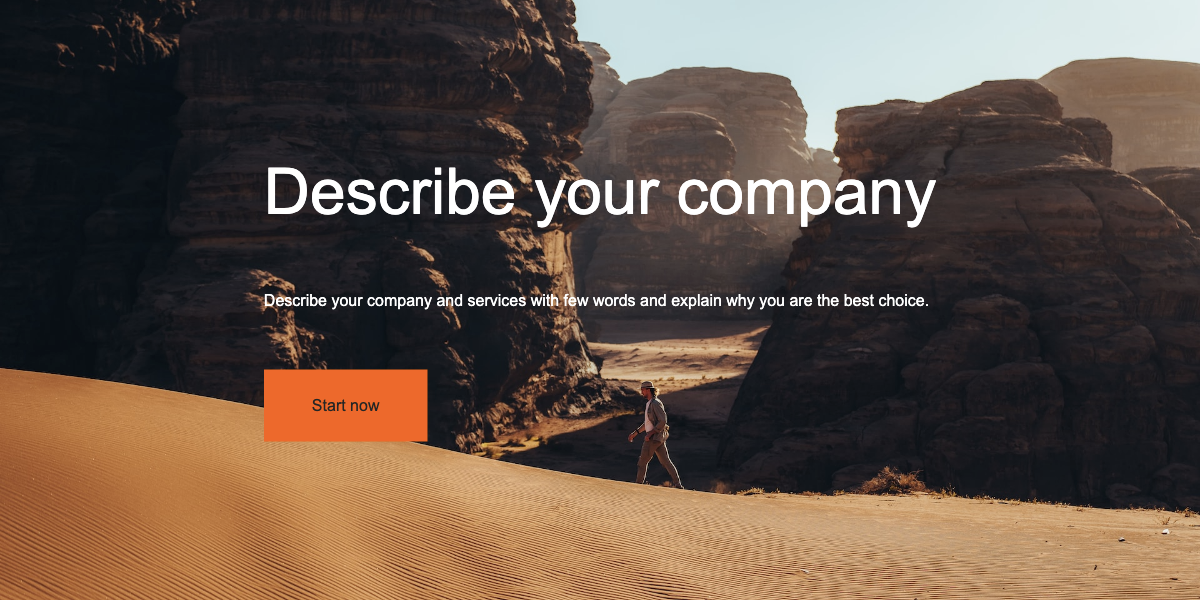 Describe your company
Describe your company and services with few words and explain why you are the best choice.
Start now